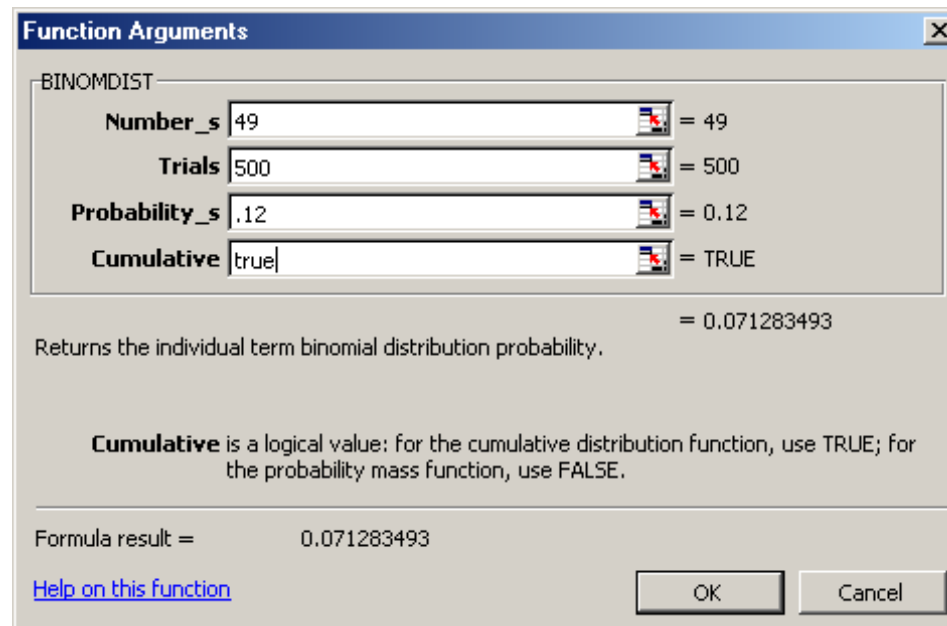 Function Arguments
BINOMDIST
Number_s 49 = 49
Trials 500 = 500
Probability_s .12 = 0.12
Cumulative true = TRUE
= 0.071283493
Returns the individual term binomial distribution probability.
Cumulative is a logical value: for the cumulative distribution function, use TRUE; for
the probability mass function, use FALSE.
Formula result = 0.071283493
Help on this function OK Cancel